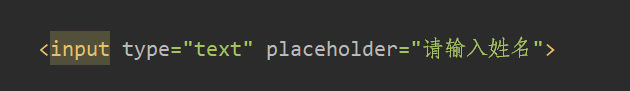 <input type="text" placeholder="请输入姓名">